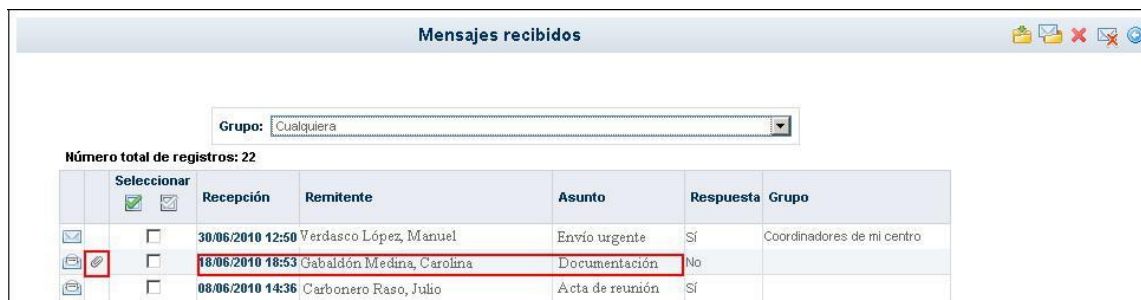 Mensajes recibidos
Grupo: Cualquiera
Número total de registros: 22
Seleccionar
Recepción Remitente Asunto Respuesta Grupo
30/06/2010 12:50 Verdasco López, Manuel Envío urgente Sí Coordinadores de mi centro
18/06/2010 18:53 Gabaldón Medina, Carolina Documentación No
08/06/2010 14:36 Carbonero Raso, Julio Acta de reunión Sí